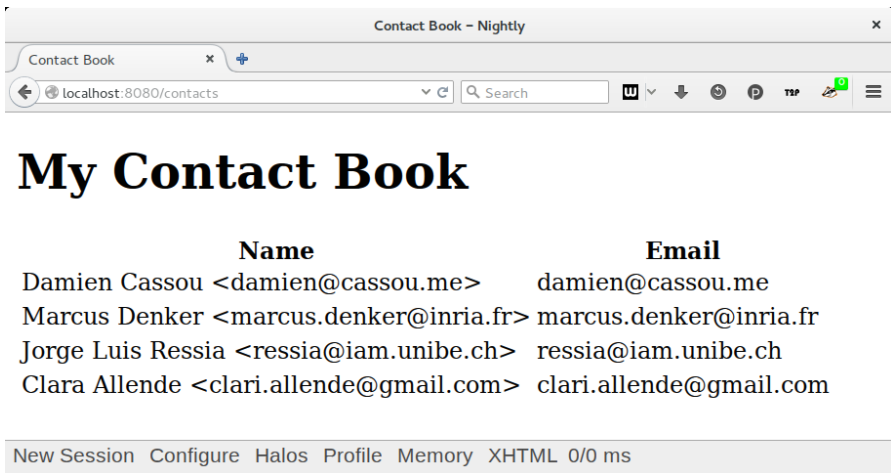 Contact Book - Nightly ×
Contact Book × +
localhost:8080/contacts Search T2P 0
My Contact Book
Name Email
Damien Cassou <damien@cassou.me> damien@cassou.me
Marcus Denker <marcus.denker@inria.fr> marcus.denker@inria.fr
Jorge Luis Ressia <ressia@iam.unibe.ch> ressia@iam.unibe.ch
Clara Allende <clari.allende@gmail.com> clari.allende@gmail.com
New Session Configure Halos Profile Memory XHTML 0/0 ms